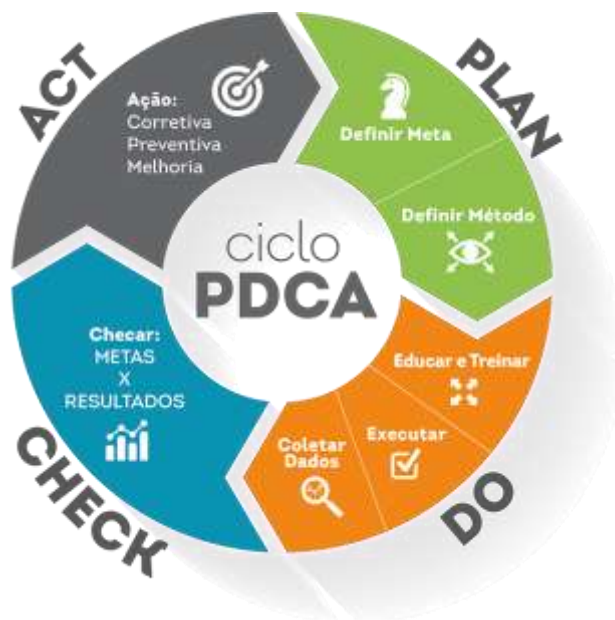 ciclo
PDCA
PLAN
Definir Meta
Definir Método
DO
Educar e Treinar
Executar
Coletar
Dados
CHECK
Checar:
METAS
X
RESULTADOS
ACT
Ação:
Corretiva
Preventiva
Melhoria